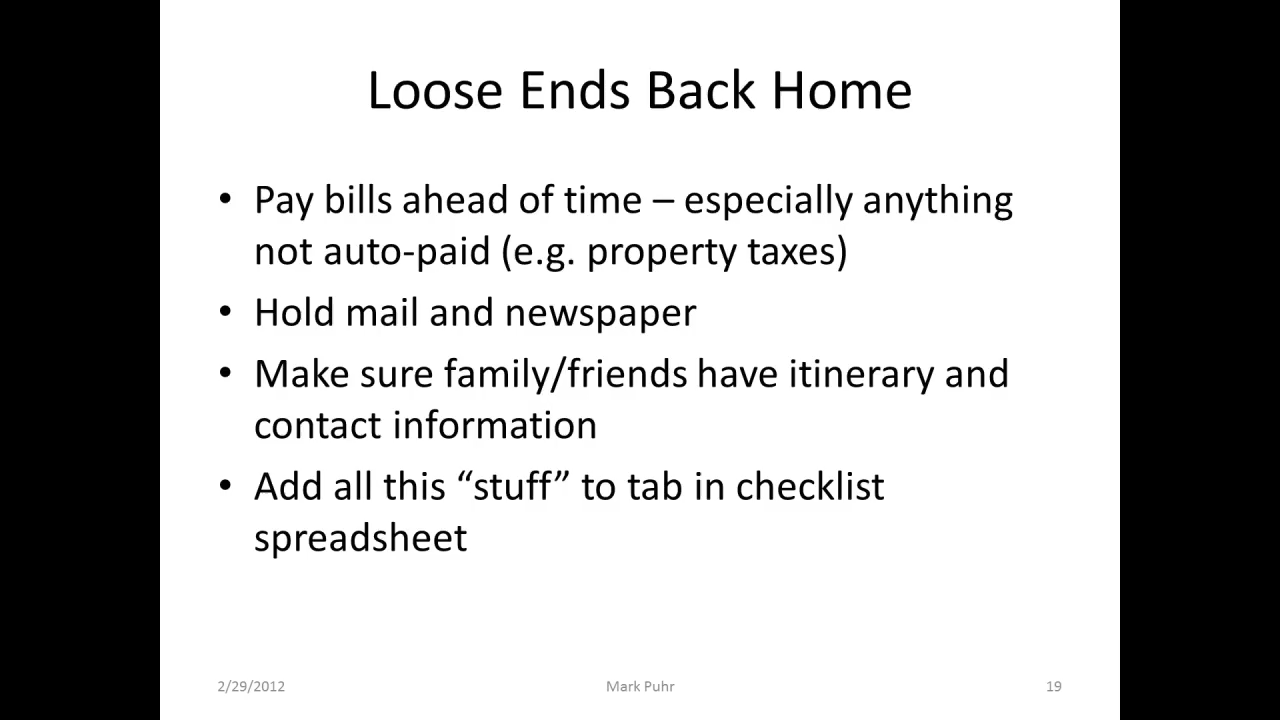 Loose Ends Back Home
• Pay bills ahead of time – especially anything
not auto-paid (e.g. property taxes)
• Hold mail and newspaper
• Make sure family/friends have itinerary and
contact information
• Add all this “stuff” to tab in checklist
spreadsheet
2/29/2012
Mark Puhr
19